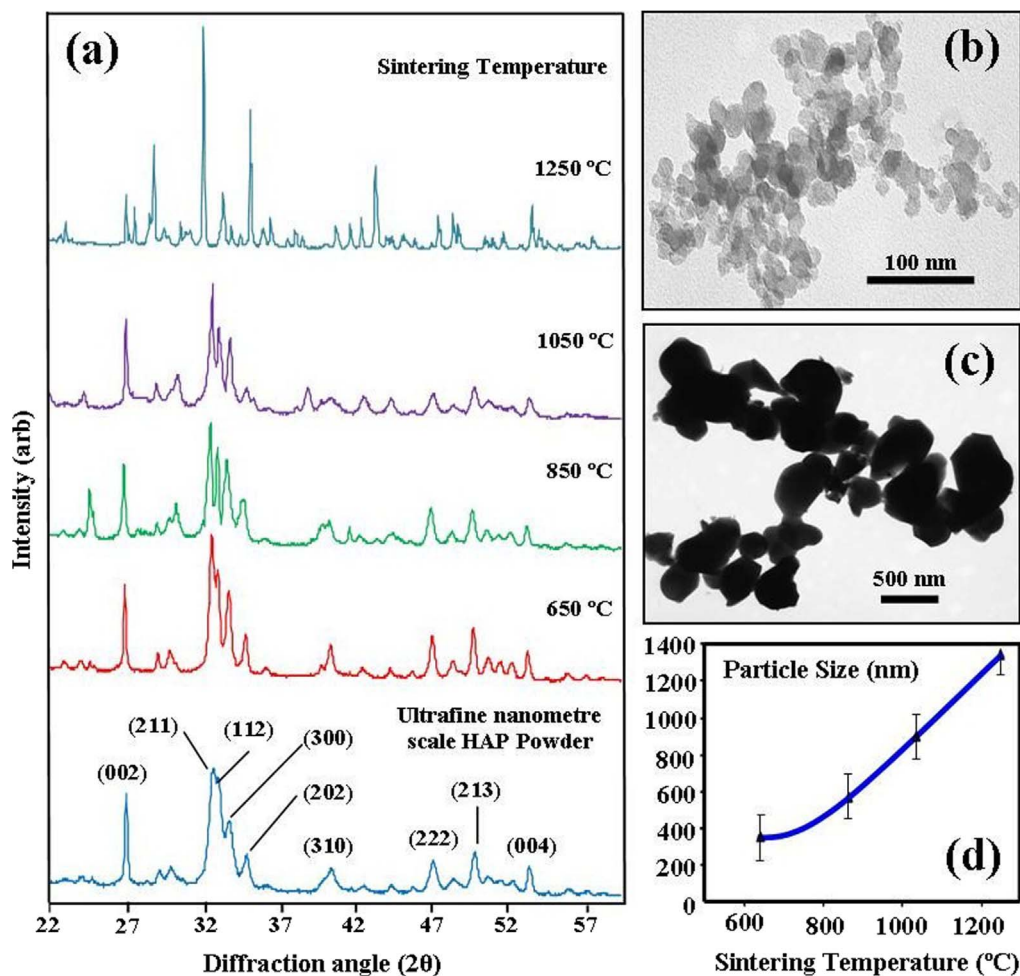 (a)
Sintering Temperature
1250 ºC
1050 ºC
850 ºC
650 ºC
Ultrafine nanometre
scale HAP Powder
(002)
(211)
(112)
(300)
(202)
(310)
(222)
(213)
(004)
Intensity (arb)
22 27 32 37 42 47 52 57
Diffraction angle (2θ)
(b)
100 nm
(c)
500 nm
Particle Size (nm)
(d)
1400
1200
1000
800
600
400
200
0
600 800 1000 1200
Sintering Temperature (ºC)